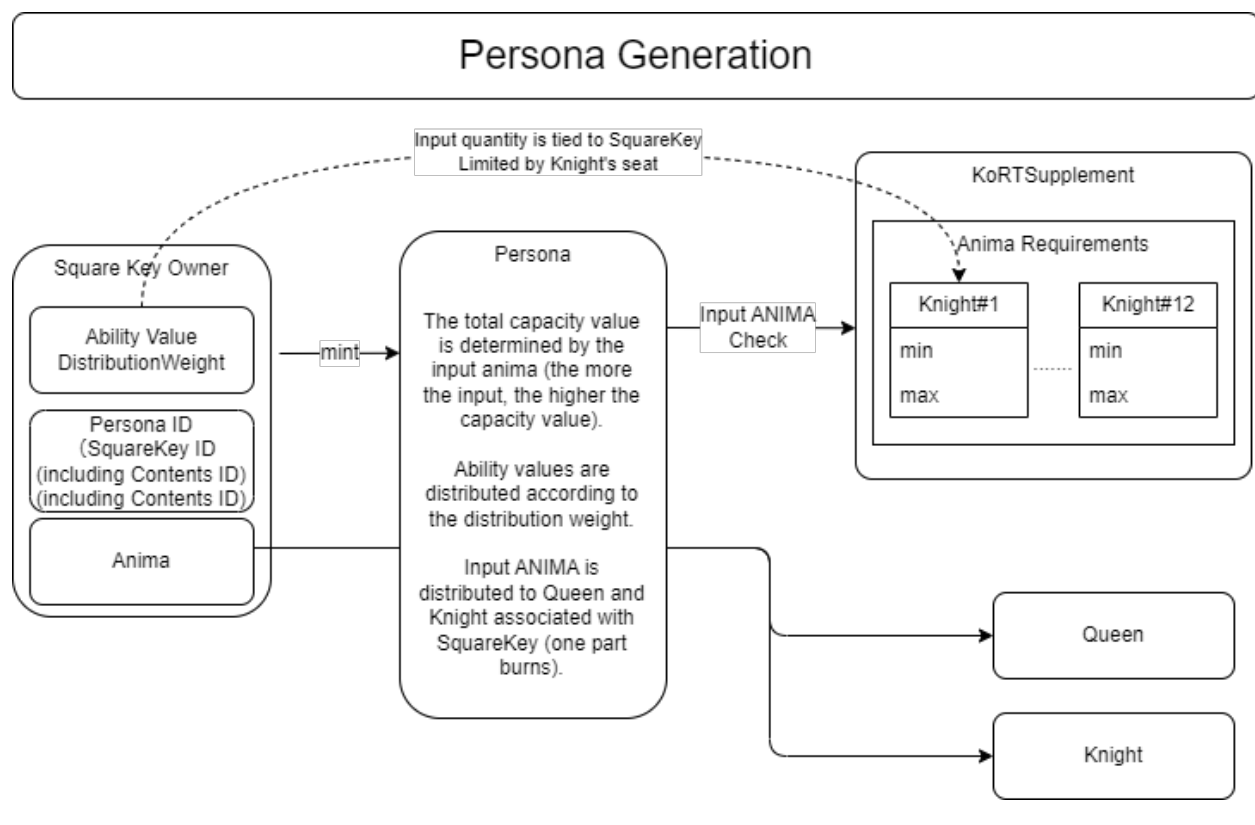 Persona Generation
Input quantity is tied to SquareKey
Limited by Knight's seat
KoRTSupplement
Anima Requirements
Knight#1
min
max
........
Knight#12
min
max
Square Key Owner
Ability Value
DistributionWeight
Persona ID
(SquareKey ID
(including Contents ID)
(including Contents ID)
Anima
mint
Persona
The total capacity value
is determined by the
input anima (the more
the input, the higher the
capacity value).
Ability values are
distributed according to
the distribution weight.
Input ANIMA is
distributed to Queen and
Knight associated with
SquareKey (one part
burns).
Input ANIMA
Check
Queen
Knight